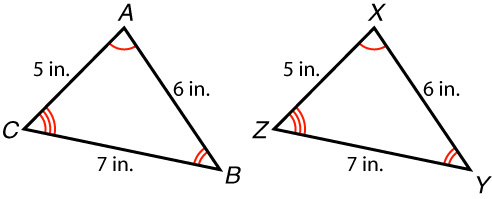 A X
5 in. 6 in. 5 in. 6 in.
C Z
7 in. B 7 in. Y